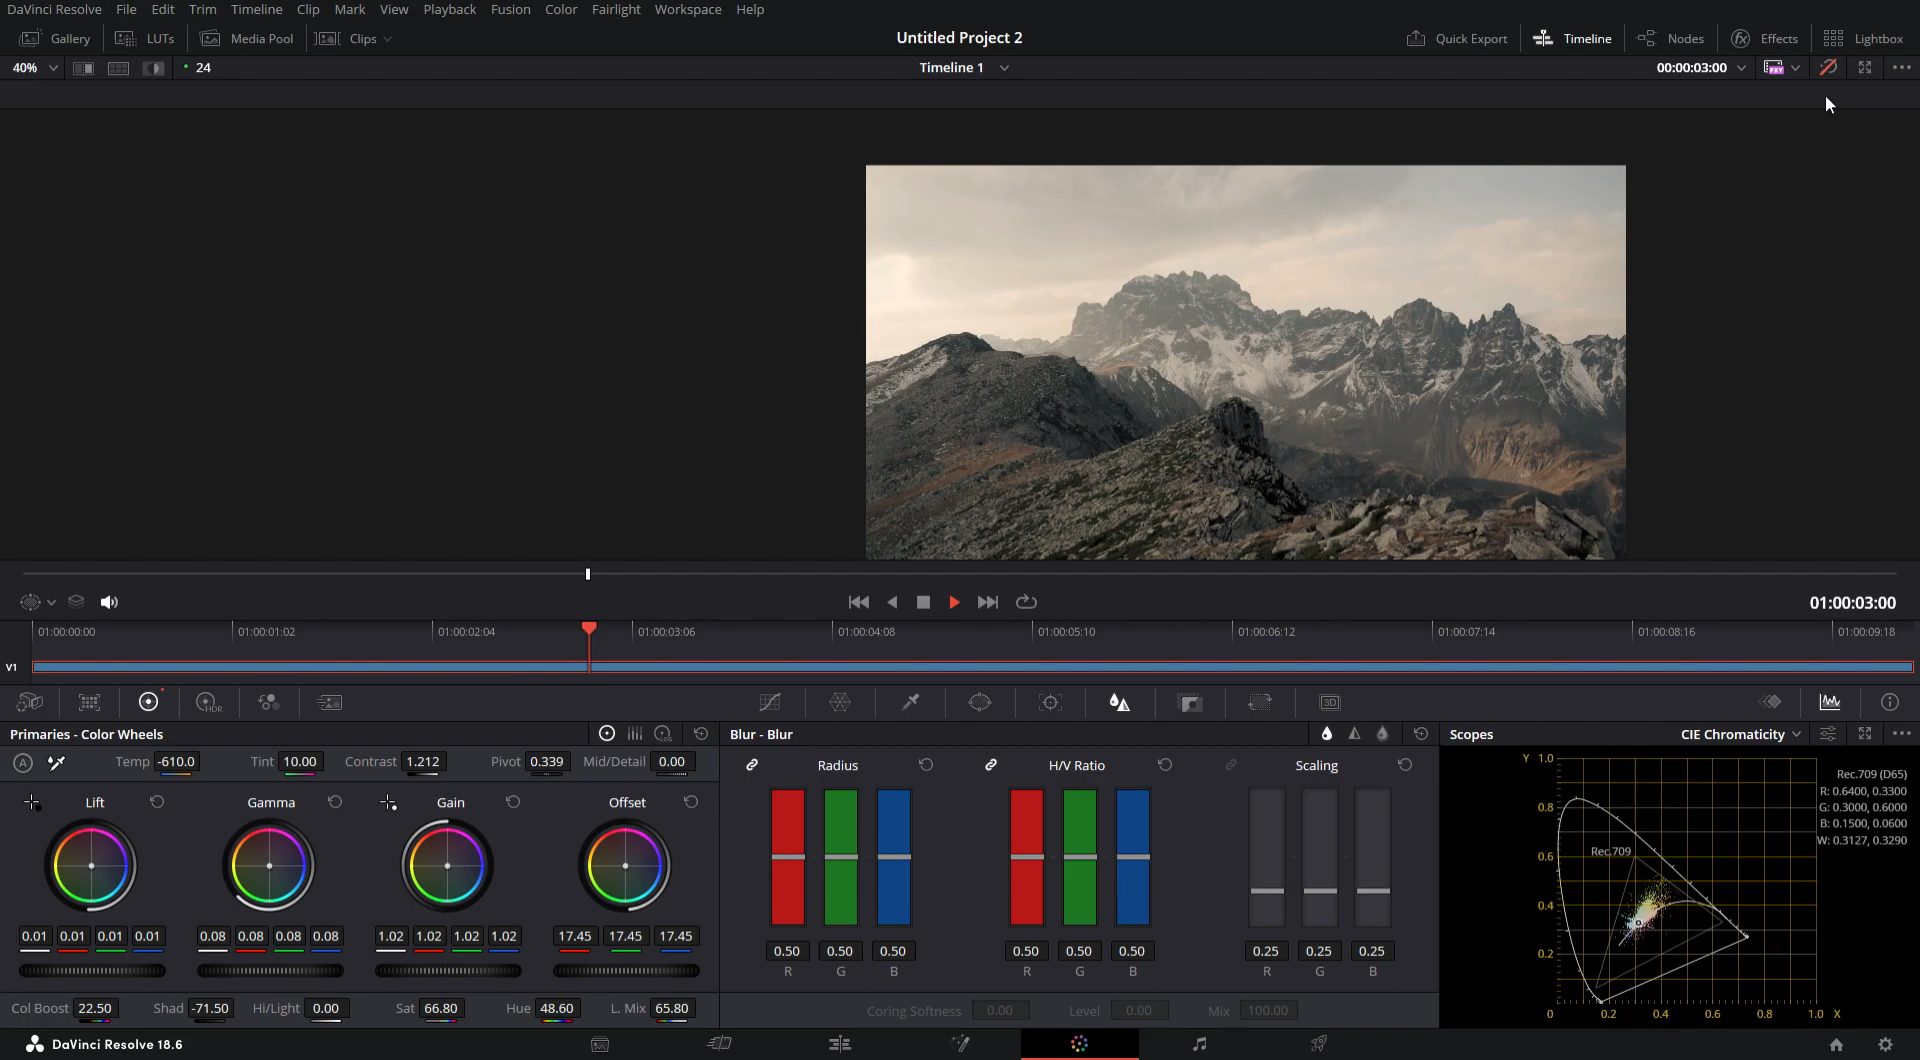 DaVinci Resolve File Edit Trim Timeline Clip Mark View Playback Fusion Color Fairlight Workspace Help
Gallery LUTs Media Pool Clips Untitled Project 2 Quick Export Timeline Nodes Effects Lightbox
40% 24 Timeline 1 00:00:03:00 PXY
01:00:03:00
01:00:00:00 01:00:01:02 01:00:02:04 01:00:03:06 01:00:04:08 01:00:05:10 01:00:06:12 01:00:07:14 01:00:08:16 01:00:09:18
V1
HDR 3D
Primaries - Color Wheels LOG Blur - Blur Scopes CIE Chromaticity
A Temp -610.0 Tint 10.00 Contrast 1.212 Pivot 0.339 Mid/Detail 0.00
Radius H/V Ratio Scaling
Lift Gamma Gain Offset
0.01 0.01 0.01 0.01 0.08 0.08 0.08 0.08 1.02 1.02 1.02 1.02 17.45 17.45 17.45
0.50 0.50 0.50 0.50 0.50 0.50 0.25 0.25 0.25
R G B R G B R G B
Col Boost 22.50 Shad -71.50 Hi/Light 0.00 Sat 66.80 Hue 48.60 L. Mix 65.80
Coring Softness 0.00 Level 0.00 Mix 100.00
Y 1.0
Rec.709 (D65)
R: 0.6400, 0.3300
G: 0.3000, 0.6000
B: 0.1500, 0.0600
W: 0.3127, 0.3290
0.8
Rec.709
0.6
0.4
0.2
0 0.2 0.4 0.6 0.8 1.0 X
DaVinci Resolve 18.6